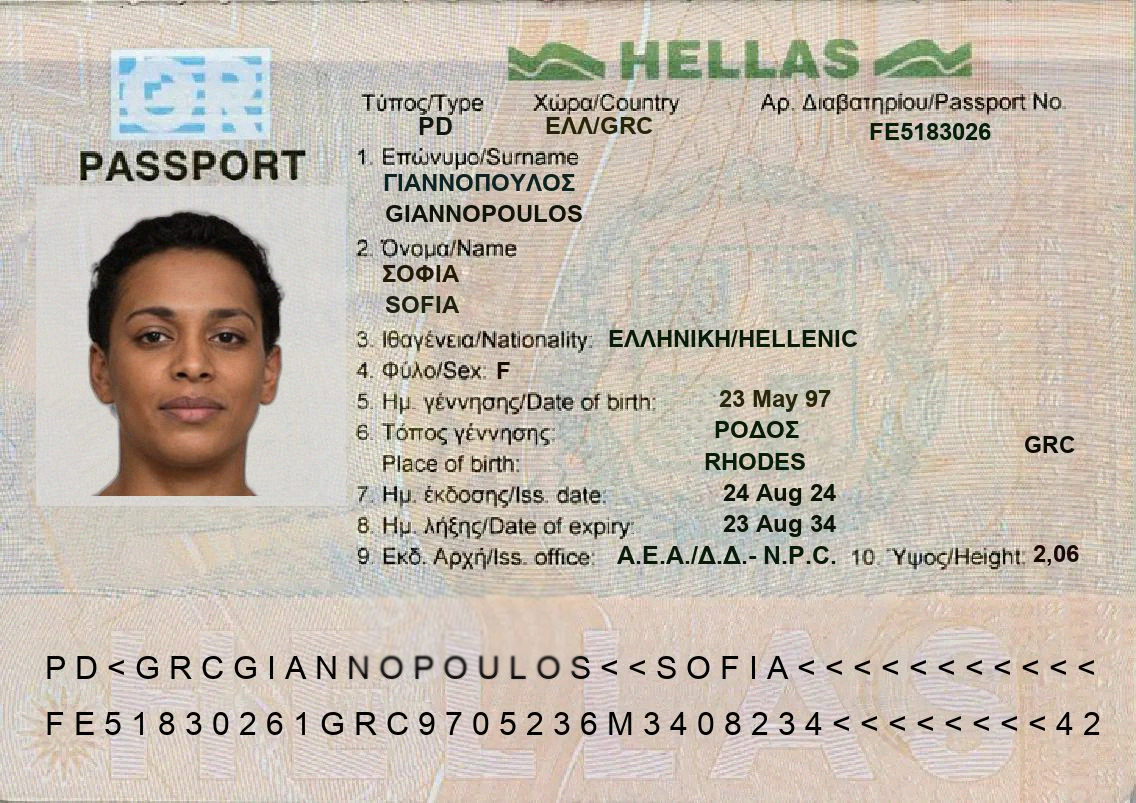 GR
HELLAS
PASSPORT
Τύπος/Type Χώρα/Country Αρ. Διαβατηρίου/Passport No.
PD ΕΛΛ/GRC FE5183026
1. Επώνυμο/Surname
ΓΙΑΝΝΟΠΟΥΛΟΣ
GIANNOPOULOS
2. Όνομα/Name
ΣΟΦΙΑ
SOFIA
3. Ιθαγένεια/Nationality: ΕΛΛΗΝΙΚΗ/HELLENIC
4. Φύλο/Sex: F
5. Ημ. γέννησης/Date of birth: 23 May 97
6. Τόπος γέννησης: ΡΟΔΟΣ
GRC
Place of birth: RHODES
7. Ημ. έκδοσης/Iss. date: 24 Aug 24
8. Ημ. λήξης/Date of expiry: 23 Aug 34
9 Εκδ. Αρχή/Iss. office: Α.Ε.Α./Δ.Δ.- N.P.C. 10. Ύψος/Height: 2,06
HELLAS
PD<GRCGIANNOPOULOS<<SOFIA<<<<<<<<<<<
FE51830261GRC9705236M3408234<<<<<<<<42